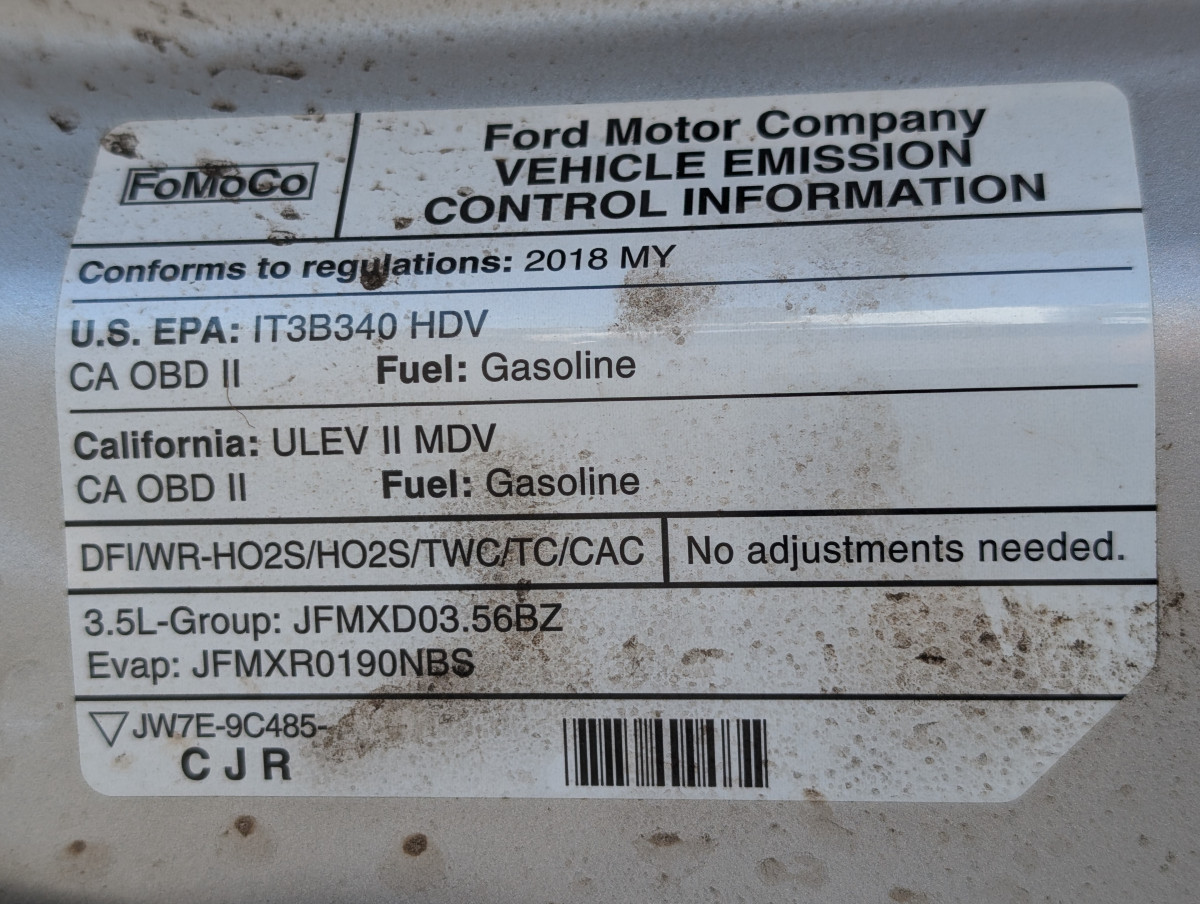 FoMoCo
Ford Motor Company
VEHICLE EMISSION
CONTROL INFORMATION
Conforms to regulations: 2018 MY
U.S. EPA: IT3B340 HDV
CA OBD II Fuel: Gasoline
California: ULEV II MDV
CA OBD II Fuel: Gasoline
DFI/WR-HO2S/HO2S/TWC/TC/CAC No adjustments needed.
3.5L-Group: JFMXD03.56BZ
Evap: JFMXR0190NBS
JW7E-9C485-
CJR